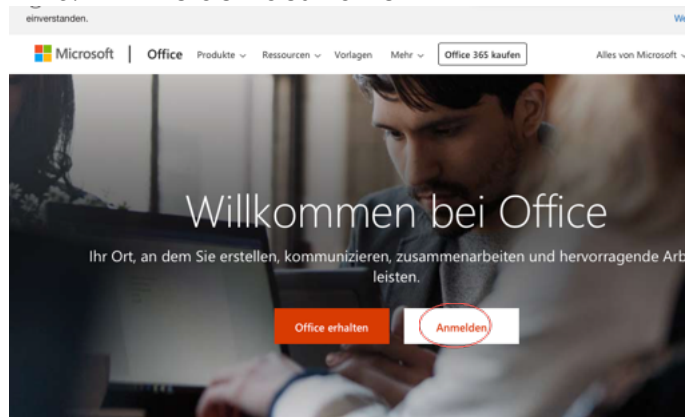 einverstanden.
Microsoft Office Produkte Ressourcen Vorlagen Mehr Office 365 kaufen Alles von Microsoft
Willkommen bei Office
Ihr Ort, an dem Sie erstellen, kommunizieren, zusammenarbeiten und hervorragende Arb
leisten.
Office erhalten Anmelden